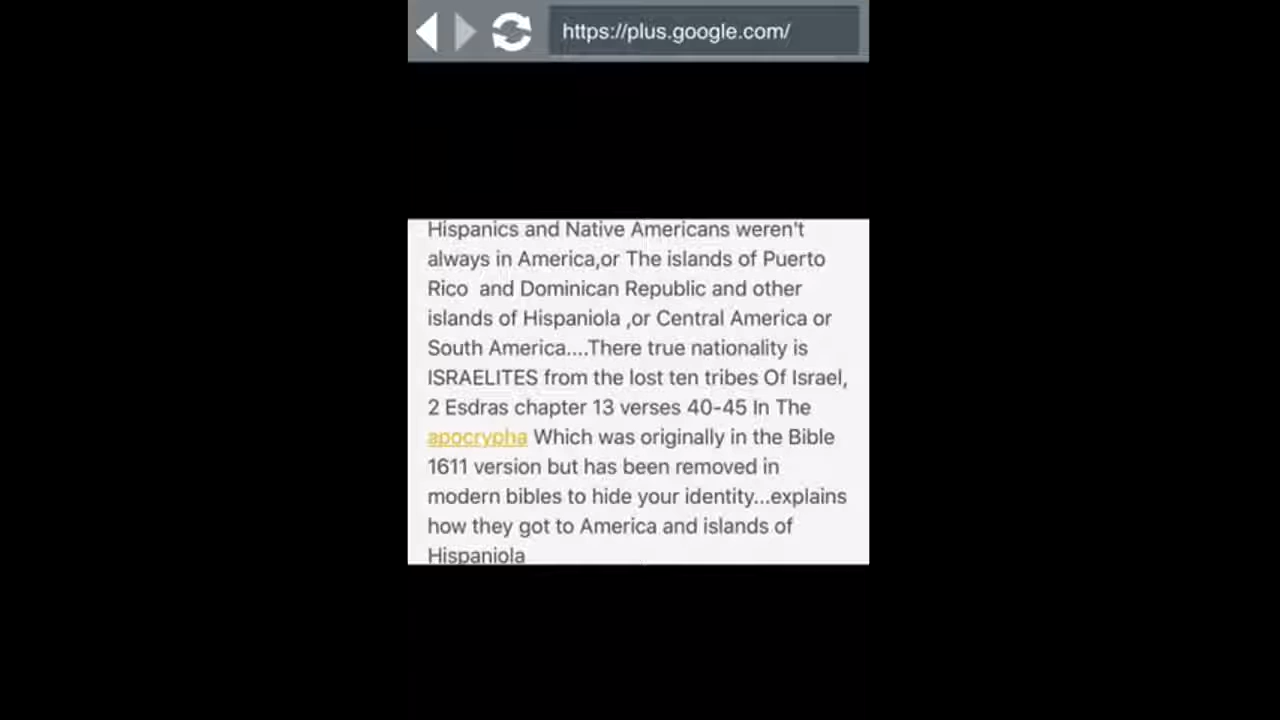 https://plus.google.com/
Hispanics and Native Americans weren't
always in America,or The islands of Puerto
Rico  and Dominican Republic and other
islands of Hispaniola ,or Central America or
South America....There true nationality is
ISRAELITES from the lost ten tribes Of Israel,
2 Esdras chapter 13 verses 40-45 In The
apocrypha Which was originally in the Bible
1611 version but has been removed in
modern bibles to hide your identity...explains
how they got to America and islands of
Hispaniola